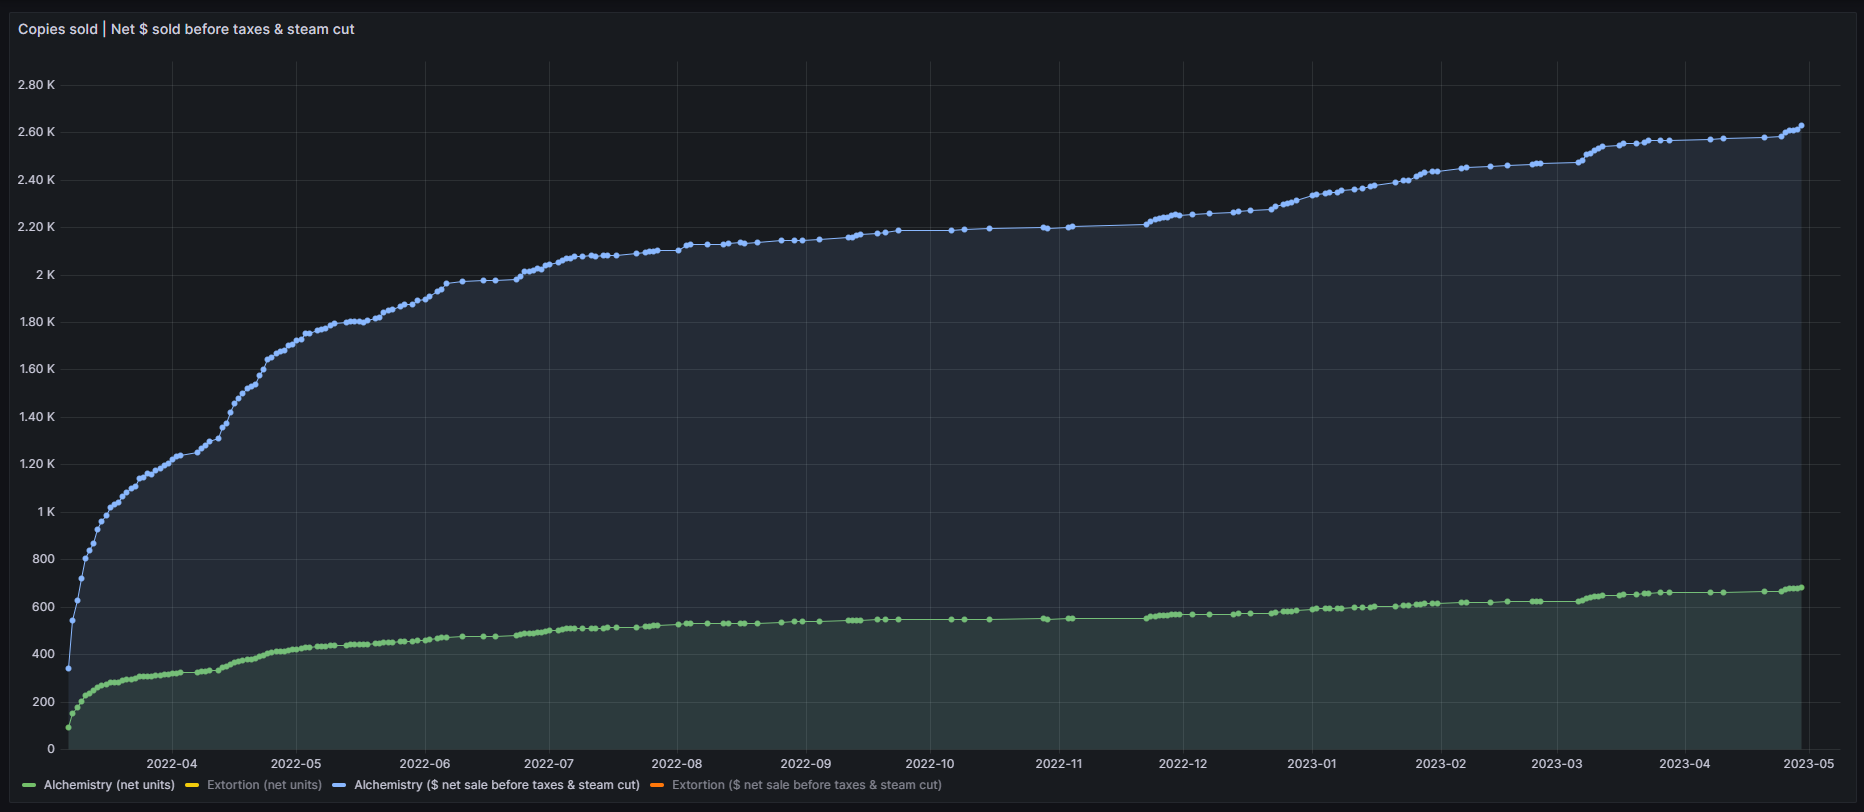 Copies sold | Net $ sold before taxes & steam cut
2.80 K
2.60 K
2.40 K
2.20 K
2 K
1.80 K
1.60 K
1.40 K
1.20 K
1 K
800
600
400
200
0
2022-04 2022-05 2022-06 2022-07 2022-08 2022-09 2022-10 2022-11 2022-12 2023-01 2023-02 2023-03 2023-04 2023-05
Alchemistry (net units) Extortion (net units) Alchemistry ($ net sale before taxes & steam cut) Extortion ($ net sale before taxes & steam cut)